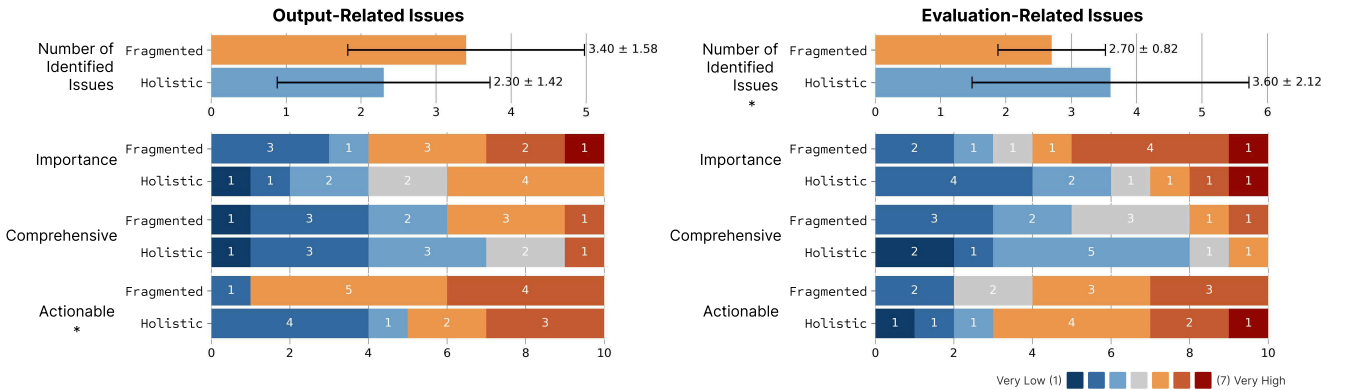 Output-Related Issues
Number of
Identified
Issues
Fragmented
3.40 ± 1.58
Holistic
2.30 ± 1.42
0 1 2 3 4 5
Importance
Fragmented
3 1 3 2 1
Holistic
1 1 2 2 4
Comprehensive
Fragmented
1 3 2 3 1
Holistic
1 3 3 2 1
Actionable
*
Fragmented
1 5 4
Holistic
4 1 2 3
0 2 4 6 8 10
Evaluation-Related Issues
Number of
Identified
Issues
*
Fragmented
2.70 ± 0.82
Holistic
3.60 ± 2.12
0 1 2 3 4 5 6
Importance
Fragmented
2 1 1 1 4 1
Holistic
4 2 1 1 1 1
Comprehensive
Fragmented
3 2 3 1 1
Holistic
2 1 5 1 1
Actionable
Fragmented
2 2 3 3
Holistic
1 1 1 4 2 1
0 2 4 6 8 10
Very Low (1) (7) Very High